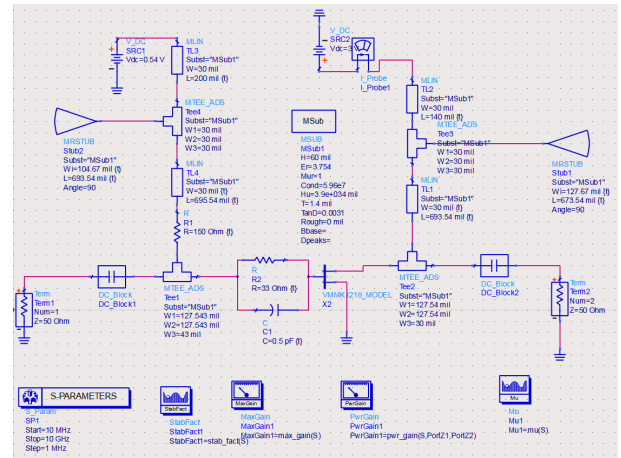 V_DC
SRC1
Vdc=0.54 V
MLIN
TL3
Subst="MSub1"
W=30 mil
L=200 mil {t}
V_DC
SRC2
Vdc=3
I_Probe
I_Probe1
MLIN
TL2
Subst="MSub1"
W=30 mil
L=140 mil {t}
MTEE_ADS
Tee4
Subst="MSub1"
W1=30 mil
W2=30 mil
W3=30 mil
MRSTUB
Stub2
Subst="MSub1"
Wi=104.67 mil {t}
L=693.54 mil {t}
Angle=90
MSub
MSUB
MSub1
H=60 mil
Er=3.754
Mur=1
Cond=5.96e7
Hu=3.9e+034 mil
T=1.4 mil
TanD=0.0031
Rough=0 mil
Bbase=
Dpeaks=
MTEE_ADS
Tee3
Subst="MSub1"
W1=30 mil
W2=30 mil
W3=30 mil
MRSTUB
Stub1
Subst="MSub1"
Wi=127.67 mil {t}
L=673.54 mil {t}
Angle=90
MLIN
TL4
Subst="MSub1"
W=30 mil
L=695.54 mil {t}
MLIN
TL1
Subst="MSub1"
W=30 mil
L=693.54 mil {t}
R
R1
R=150 Ohm {t}
Term
Term1
Num=1
Z=50 Ohm
DC_Block
DC_Block1
MTEE_ADS
Tee1
Subst="MSub1"
W1=127.543 mil
W2=127.543 mil
W3=43 mil
R
R2
R=33 Ohm {t}
C
C1
C=0.5 pF {t}
X2
MTEE_ADS
Tee2
Subst="MSub1"
W1=127.54 mil
W2=127.54 mil
W3=30 mil
DC_Block
DC_Block2
Term
Term2
Num=2
Z=50 Ohm
S-PARAMETERS
S_Param
SP1
Start=10 MHz
Stop=10 GHz
Step=1 MHz
StabFact
StabFact
StabFact1
StabFact1=stab_fact(S)
MaxGain
MaxGain
MaxGain1
MaxGain1=max_gain(S)
PwrGain
PwrGain
PwrGain1
PwrGain1=pwr_gain(S,PortZ1,PortZ2)
Mu
Mu
Mu1
Mu1=mu(S)